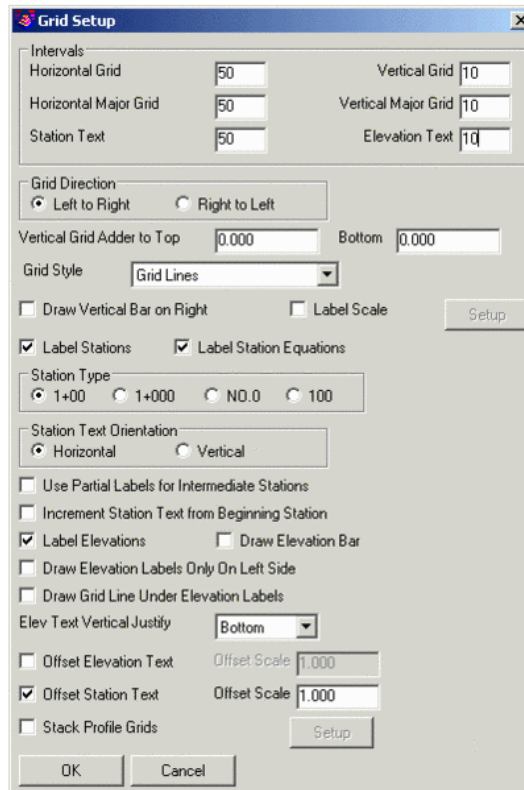 Grid Setup
Intervals
Horizontal Grid 50 Vertical Grid 10
Horizontal Major Grid 50 Vertical Major Grid 10
Station Text 50 Elevation Text 10
Grid Direction
Left to Right Right to Left
Vertical Grid Adder to Top 0.000 Bottom 0.000
Grid Style Grid Lines
Draw Vertical Bar on Right Label Scale Setup
Label Stations Label Station Equations
Station Type
1+00 1+000 NO.0 100
Station Text Orientation
Horizontal Vertical
Use Partial Labels for Intermediate Stations
Increment Station Text from Beginning Station
Label Elevations Draw Elevation Bar
Draw Elevation Labels Only On Left Side
Draw Grid Line Under Elevation Labels
Elev Text Vertical Justify Bottom
Offset Elevation Text Offset Scale 1.000
Offset Station Text Offset Scale 1.000
Stack Profile Grids Setup
OK Cancel